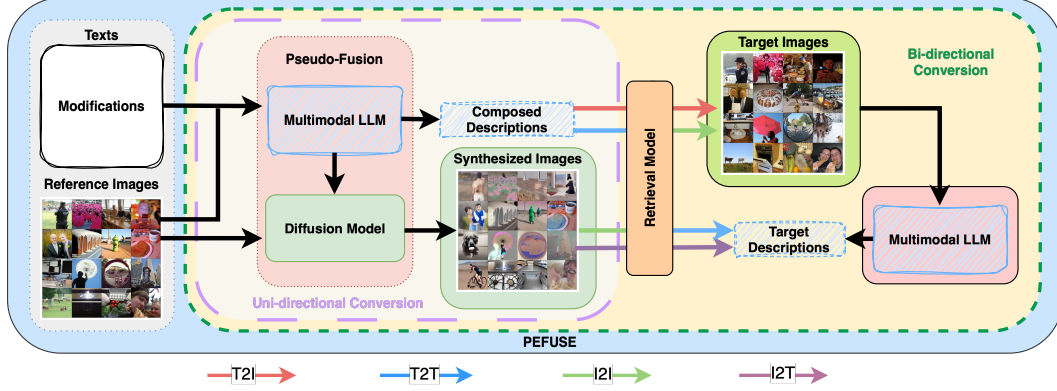 Texts
Modifications
Reference Images
Pseudo-Fusion
Multimodal LLM
Diffusion Model
Uni-directional Conversion
Composed
Descriptions
Synthesized Images
Retrieval Model
Target Images
Bi-directional
Conversion
Target
Descriptions
Multimodal LLM
PEFUSE
T2I
T2T
I2I
I2T